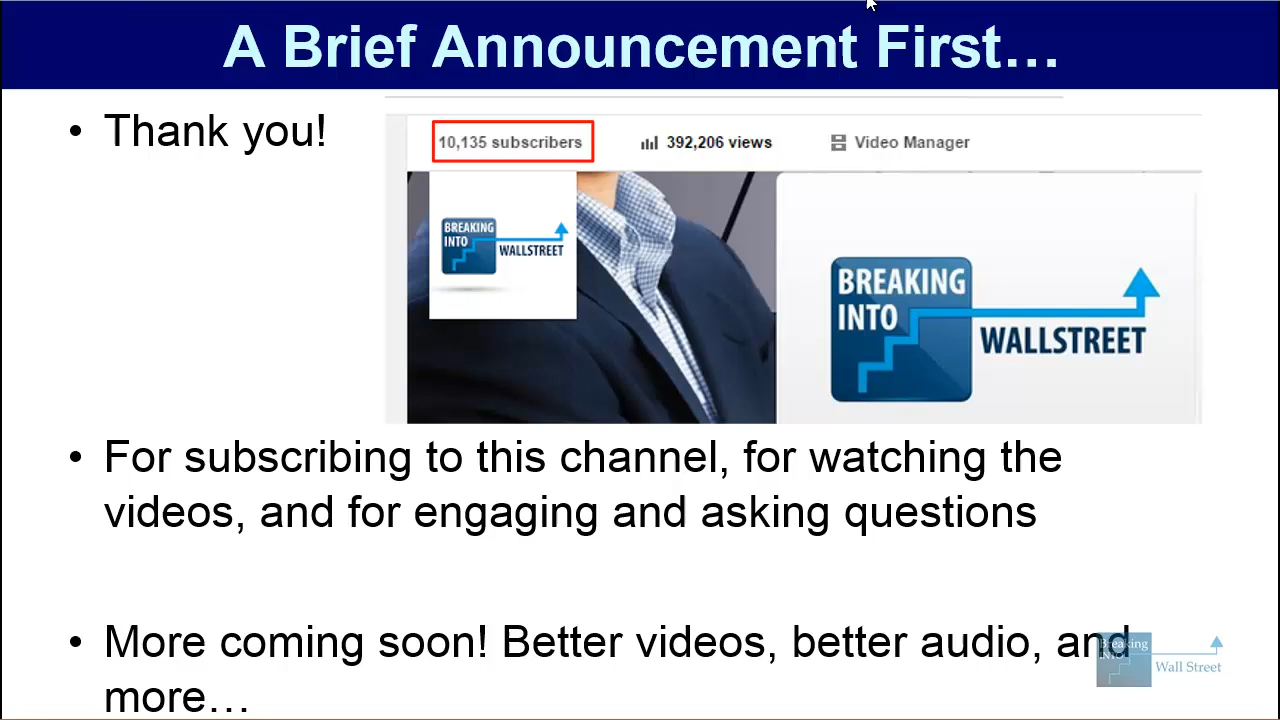 A Brief Announcement First…
• Thank you!
10,135 subscribers
392,206 views
Video Manager
BREAKING
INTO
WALLSTREET
BREAKING
INTO
WALLSTREET
• For subscribing to this channel, for watching the
videos, and for engaging and asking questions
• More coming soon! Better videos, better audio, and
more…
Breaking
INTO
Wall Street